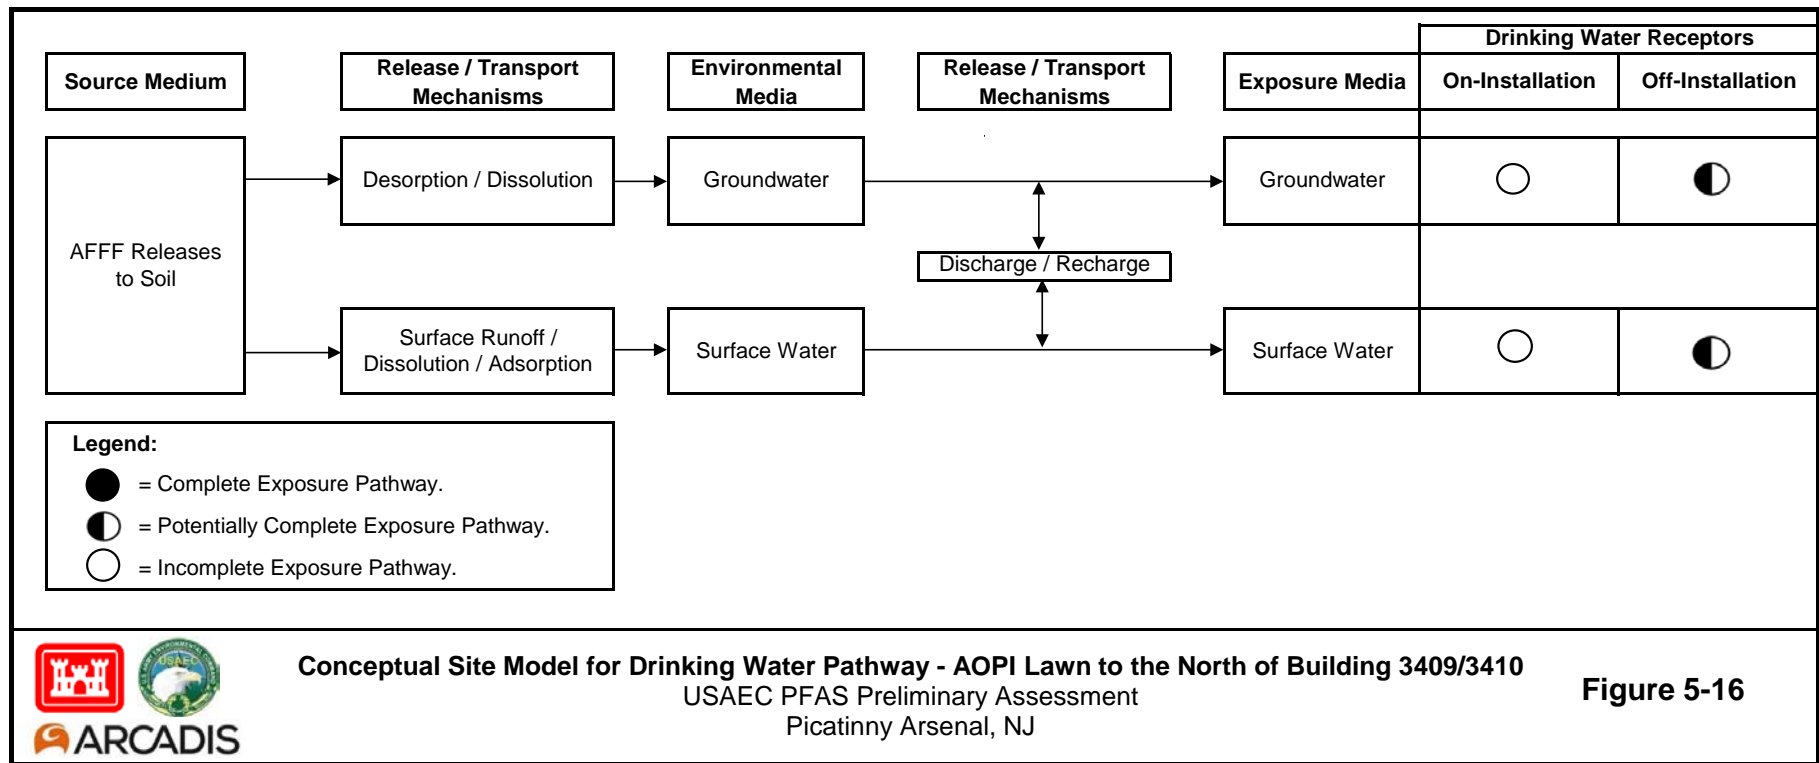 Drinking Water Receptors
Source Medium
Release / Transport
Mechanisms
Environmental
Media
Release / Transport
Mechanisms
Exposure Media
On-Installation
Off-Installation
AFFF Releases
to Soil
Desorption / Dissolution
Groundwater
Groundwater
Discharge / Recharge
Surface Runoff /
Dissolution / Adsorption
Surface Water
Surface Water
Legend:
= Complete Exposure Pathway.
= Potentially Complete Exposure Pathway.
= Incomplete Exposure Pathway.
USAEC
ARCADIS
Conceptual Site Model for Drinking Water Pathway - AOPI Lawn to the North of Building 3409/3410
USAEC PFAS Preliminary Assessment
Picatinny Arsenal, NJ
Figure 5-16